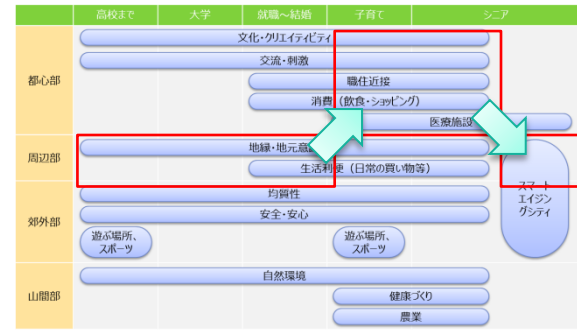 高校まで 大学 就職～結婚 子育て シニア
都心部
文化・クリエイティビティ
交流・刺激
職住近接
消費（飲食・ショッピング）
医療施設
周辺部
地縁・地元意
生活利便（日常の買い物等）
スマート
エイジン
グシティ
郊外部
均質性
安全・安心
遊ぶ場所、
スポーツ
遊ぶ場所、
スポーツ
山間部
自然環境
健康づくり
農業